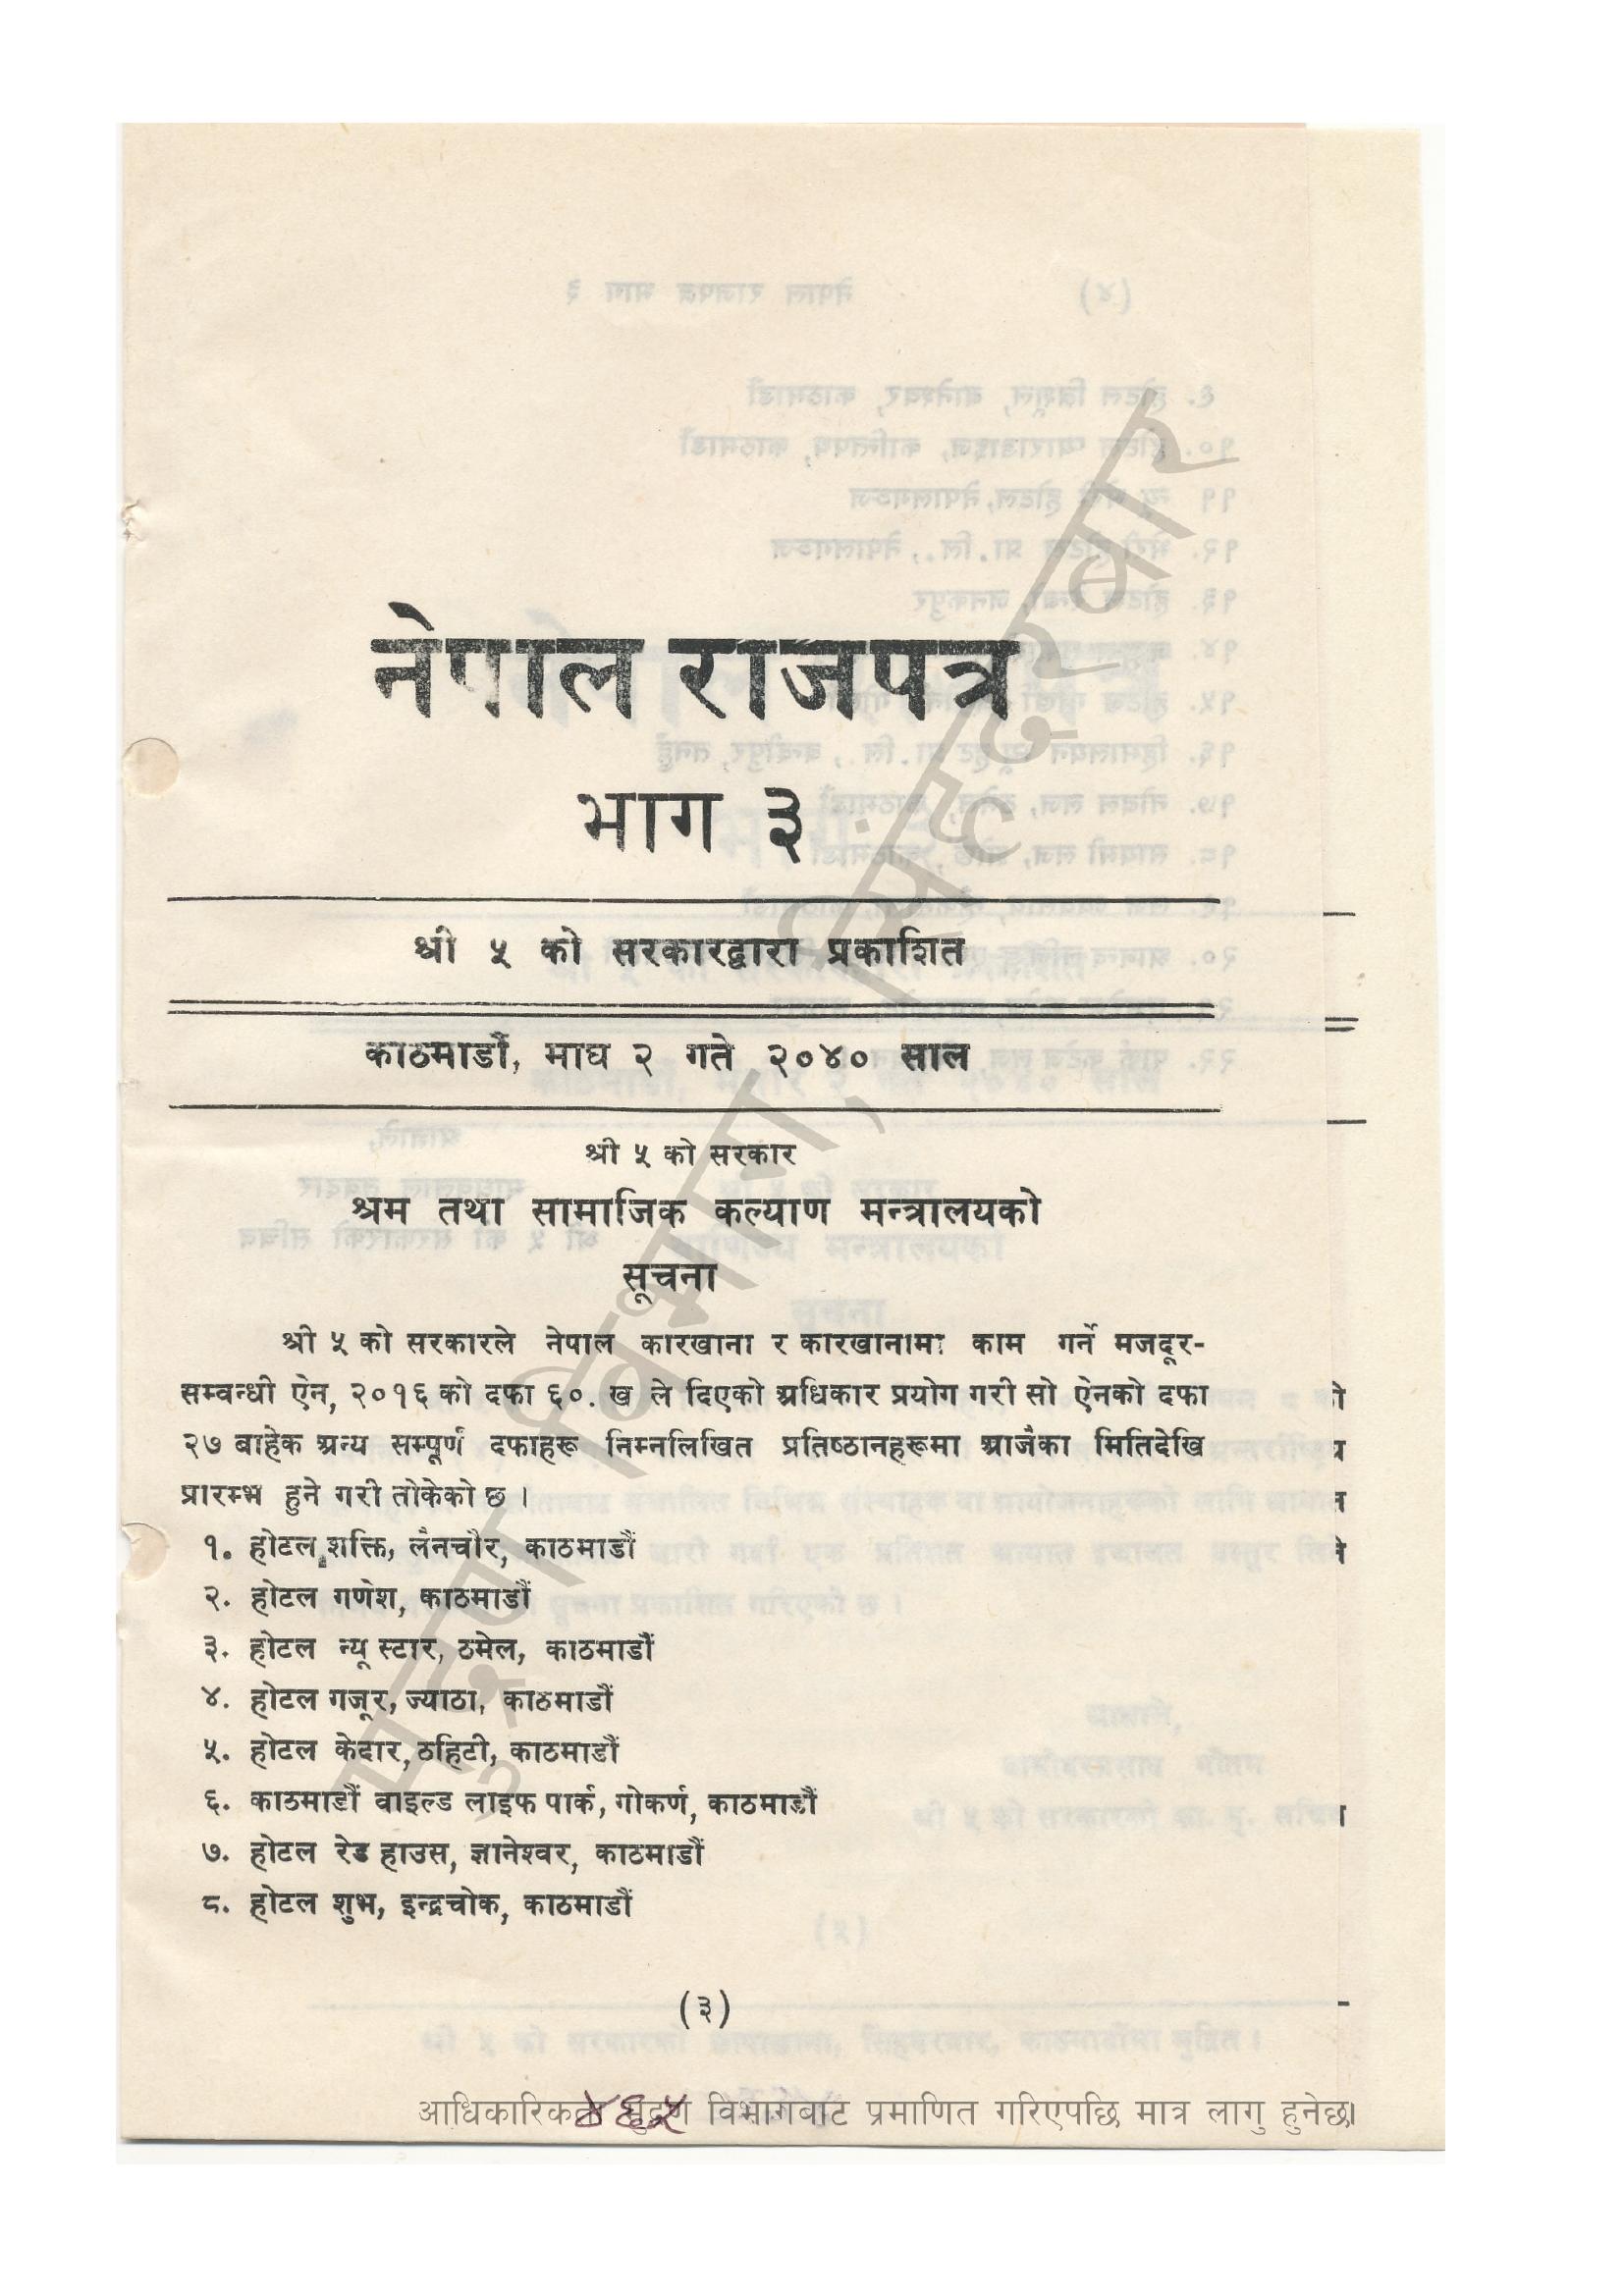 नेपाल राजपत्र
भाग ३
श्री ५ को सरकारद्वारा प्रकाशित
काठमाडौं, माघ २ गते २०४० साल
श्री ५ को सरकार
श्रम तथा सामाजिक कल्याण मन्त्रालयको
सूचना
श्री ५ को सरकारले नेपाल कारखाना र कारखानामा काम गर्ने मजदूर-
सम्वन्धी ऐन, २०१६ को दफा ६०. ख ले दिएको अधिकार प्रयोग गरी सो ऐनको दफा
२७ बाहेक अन्य सम्पूर्ण दफाहरू निम्नलिखित प्रतिष्ठानहरूमा आजैका मितिदेखि
प्रारम्भ हुने गरी तोकेको छ ।
१. होटल शक्ति, लैनचौर, काठमाडौं
२. होटल गणेश, काठमाडौं
३. होटल न्यू स्टार, ठमेल, काठमाडौं
४. होटल गजूर, ज्याठा, काठमाडौं
५. होटल केदार, ठहिटी, काठमाडौं
६. काठमाडौं वाइल्ड लाइफ पार्क, गोकर्ण, काठमाडौं
७. होटल रेड हाउस, ज्ञानेश्वर, काठमाडौं
८. होटल शुभ, इन्द्रचोक, काठमाडौं
(३)
४६५
आधिकारिकता मुद्रण विभागबाट प्रमाणित गरिएपछि मात्र लागु हुनेछ।
मुद्रण विभाग, सिंहदरवार